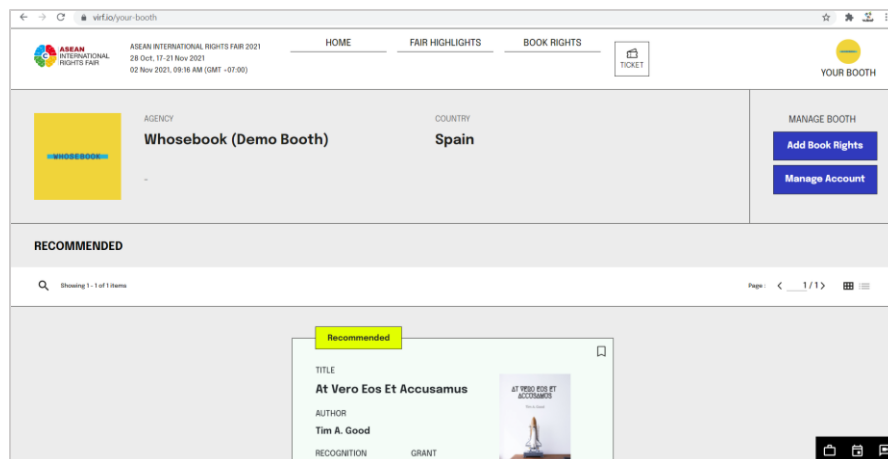 virf.io/your-booth
ASEAN
INTERNATIONAL
RIGHTS FAIR
ASEAN INTERNATIONAL RIGHTS FAIR 2021
28 Oct, 17-21 Nov 2021
02 Nov 2021, 09:16 AM (GMT -07:00)
HOME
FAIR HIGHLIGHTS
BOOK RIGHTS
TICKET
YOUR BOOTH
WHOSEBOOK
AGENCY
Whosebook (Demo Booth)
-
COUNTRY
Spain
MANAGE BOOTH
Add Book Rights
Manage Account
RECOMMENDED
Showing 1 - 1 of 1 items
Page : < 1 / 1 >
Recommended
TITLE
At Vero Eos Et Accusamus
AUTHOR
Tim A. Good
RECOGNITION
GRANT
AT VERO EOS ET
ACCUSAMUS
Tim A. Good